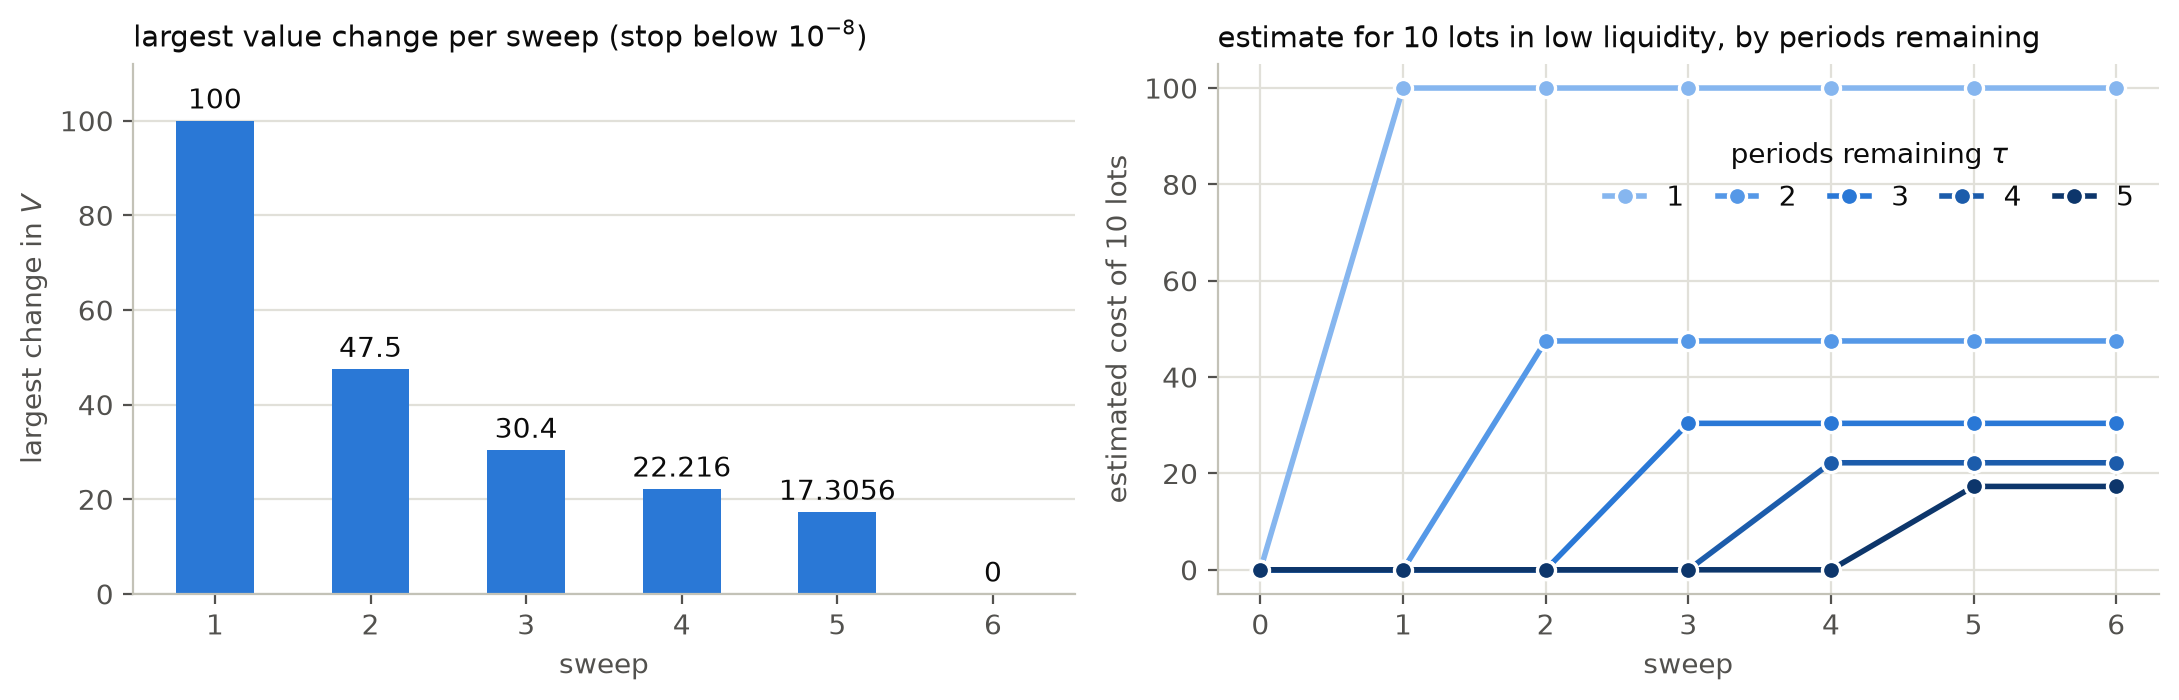 largest value change per sweep (stop below 10⁻⁸)
largest change in V
100
80
60
40
20
0
100
47.5
30.4
22.216
17.3056
0
1 2 3 4 5 6
sweep
estimate for 10 lots in low liquidity, by periods remaining
estimated cost of 10 lots
100
80
60
40
20
0
periods remaining τ
1 2 3 4 5
0 1 2 3 4 5 6
sweep